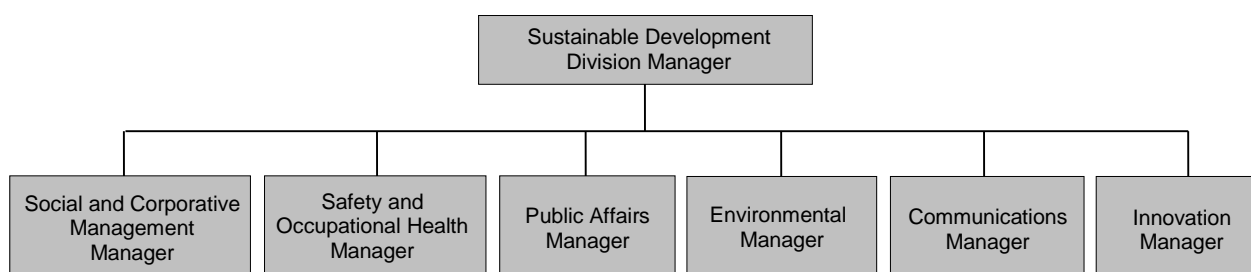 Sustainable Development
Division Manager
Social and Corporative
Management
Manager
Safety and
Occupational Health
Manager
Public Affairs
Manager
Environmental
Manager
Communications
Manager
Innovation
Manager